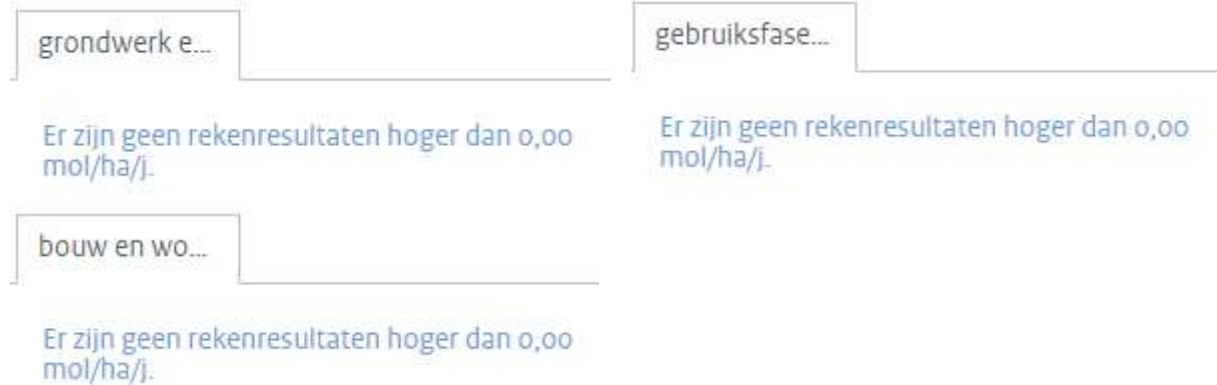 grondwerk e...
Er zijn geen rekenresultaten hoger dan 0,00
mol/ha/j.
bouw en wo...
Er zijn geen rekenresultaten hoger dan 0,00
mol/ha/j.
gebruiksfase...
Er zijn geen rekenresultaten hoger dan 0,00
mol/ha/j.